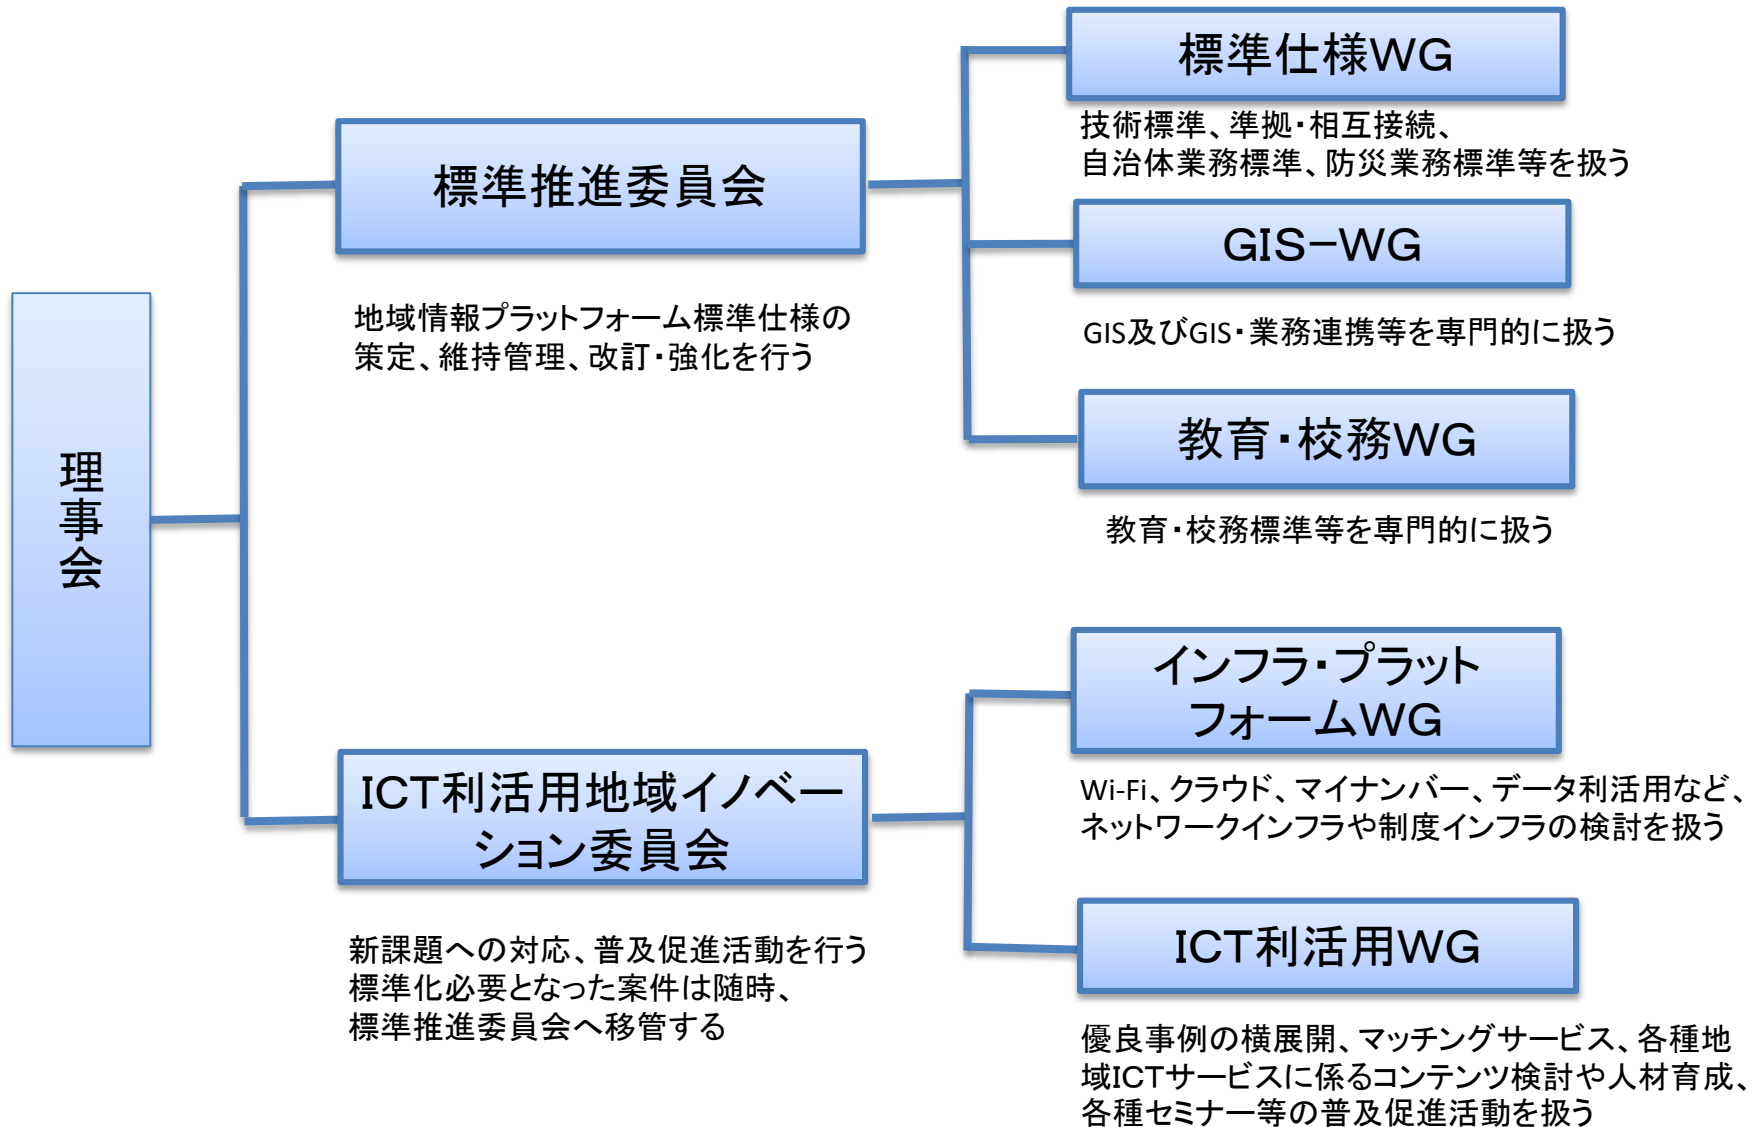 理事会
標準推進委員会
地域情報プラットフォーム標準仕様の
策定、維持管理、改訂・強化を行う
標準仕様WG
技術標準、準拠・相互接続、
自治体業務標準、防災業務標準等を扱う
GIS-WG
GIS及びGIS・業務連携等を専門的に扱う
教育・校務WG
教育・校務標準等を専門的に扱う
ICT利活用地域イノベー
ション委員会
新課題への対応、普及促進活動を行う
標準化必要となった案件は随時、
標準推進委員会へ移管する
インフラ・プラット
フォームWG
Wi-Fi、クラウド、マイナンバー、データ利活用など、
ネットワークインフラや制度インフラの検討を扱う
ICT利活用WG
優良事例の横展開、マッチングサービス、各種地
域ICTサービスに係るコンテンツ検討や人材育成、
各種セミナー等の普及促進活動を扱う